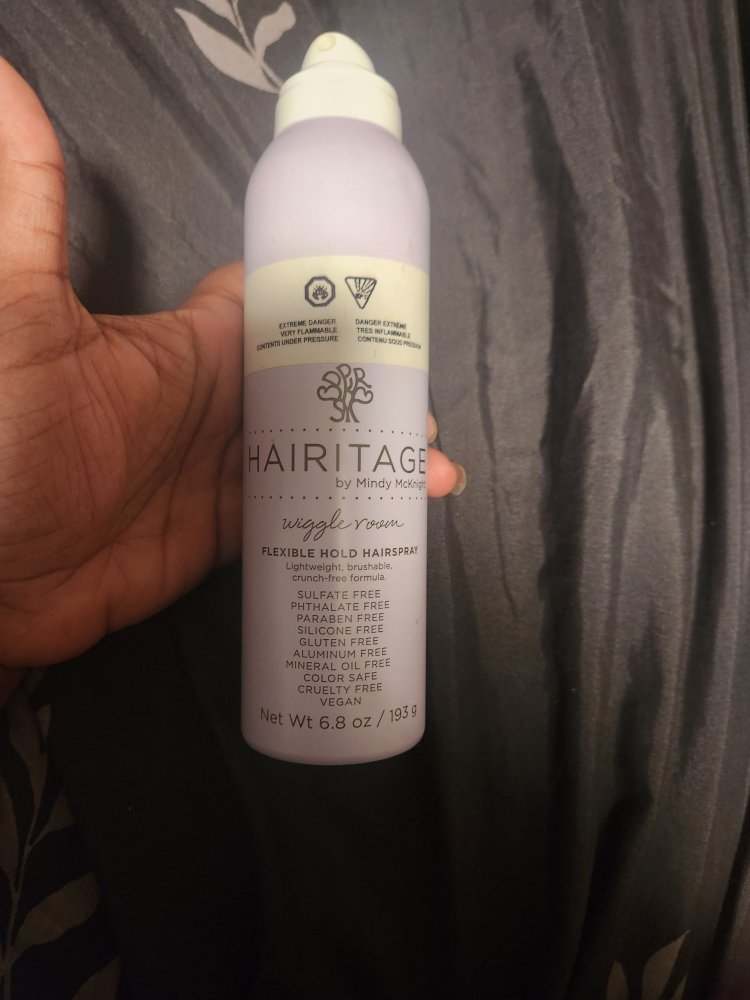 EXTREME DANGER
VERY FLAMMABLE
CONTENTS UNDER PRESSURE
DANGER EXTRÊME
TRES INFLAMMABLE
CONTENU SOUS PRESSION
HAIRITAGE
by Mindy McKnight
wiggle room
FLEXIBLE HOLD HAIRSPRAY
Lightweight, brushable,
crunch-free formula.
SULFATE FREE
PHTHALATE FREE
PARABEN FREE
SILICONE FREE
GLUTEN FREE
ALUMINUM FREE
MINERAL OIL FREE
COLOR SAFE
CRUELTY FREE
VEGAN
Net Wt 6.8 oz / 193 g